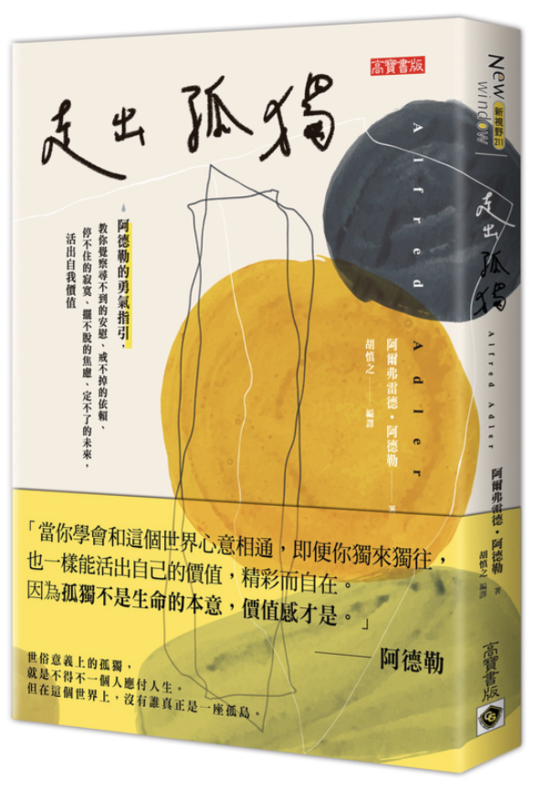 高寶書版
走出孤獨
Alfred Adler
阿德勒的勇氣指引，
教你覺察尋不到的安慰、戒不掉的依賴、
停不住的寂寞、擺不脫的焦慮、定不了的未來，
活出自我價值
阿爾弗雷德・阿德勒——著
胡慎之——編譯
「當你學會和這個世界心意相通，即便你獨來獨往，
也一樣能活出自己的價值，精彩而自在。
因為孤獨不是生命的本意，價值感才是。」
——阿德勒
世俗意義上的孤獨，
就是不得不一個人應付人生。
但在這個世界上，沒有誰真正是一座孤島。
New
window
新視野
211
走出孤獨
Alfred Adler
阿爾弗雷德・阿德勒 著
胡慎之 編譯
高寶書版